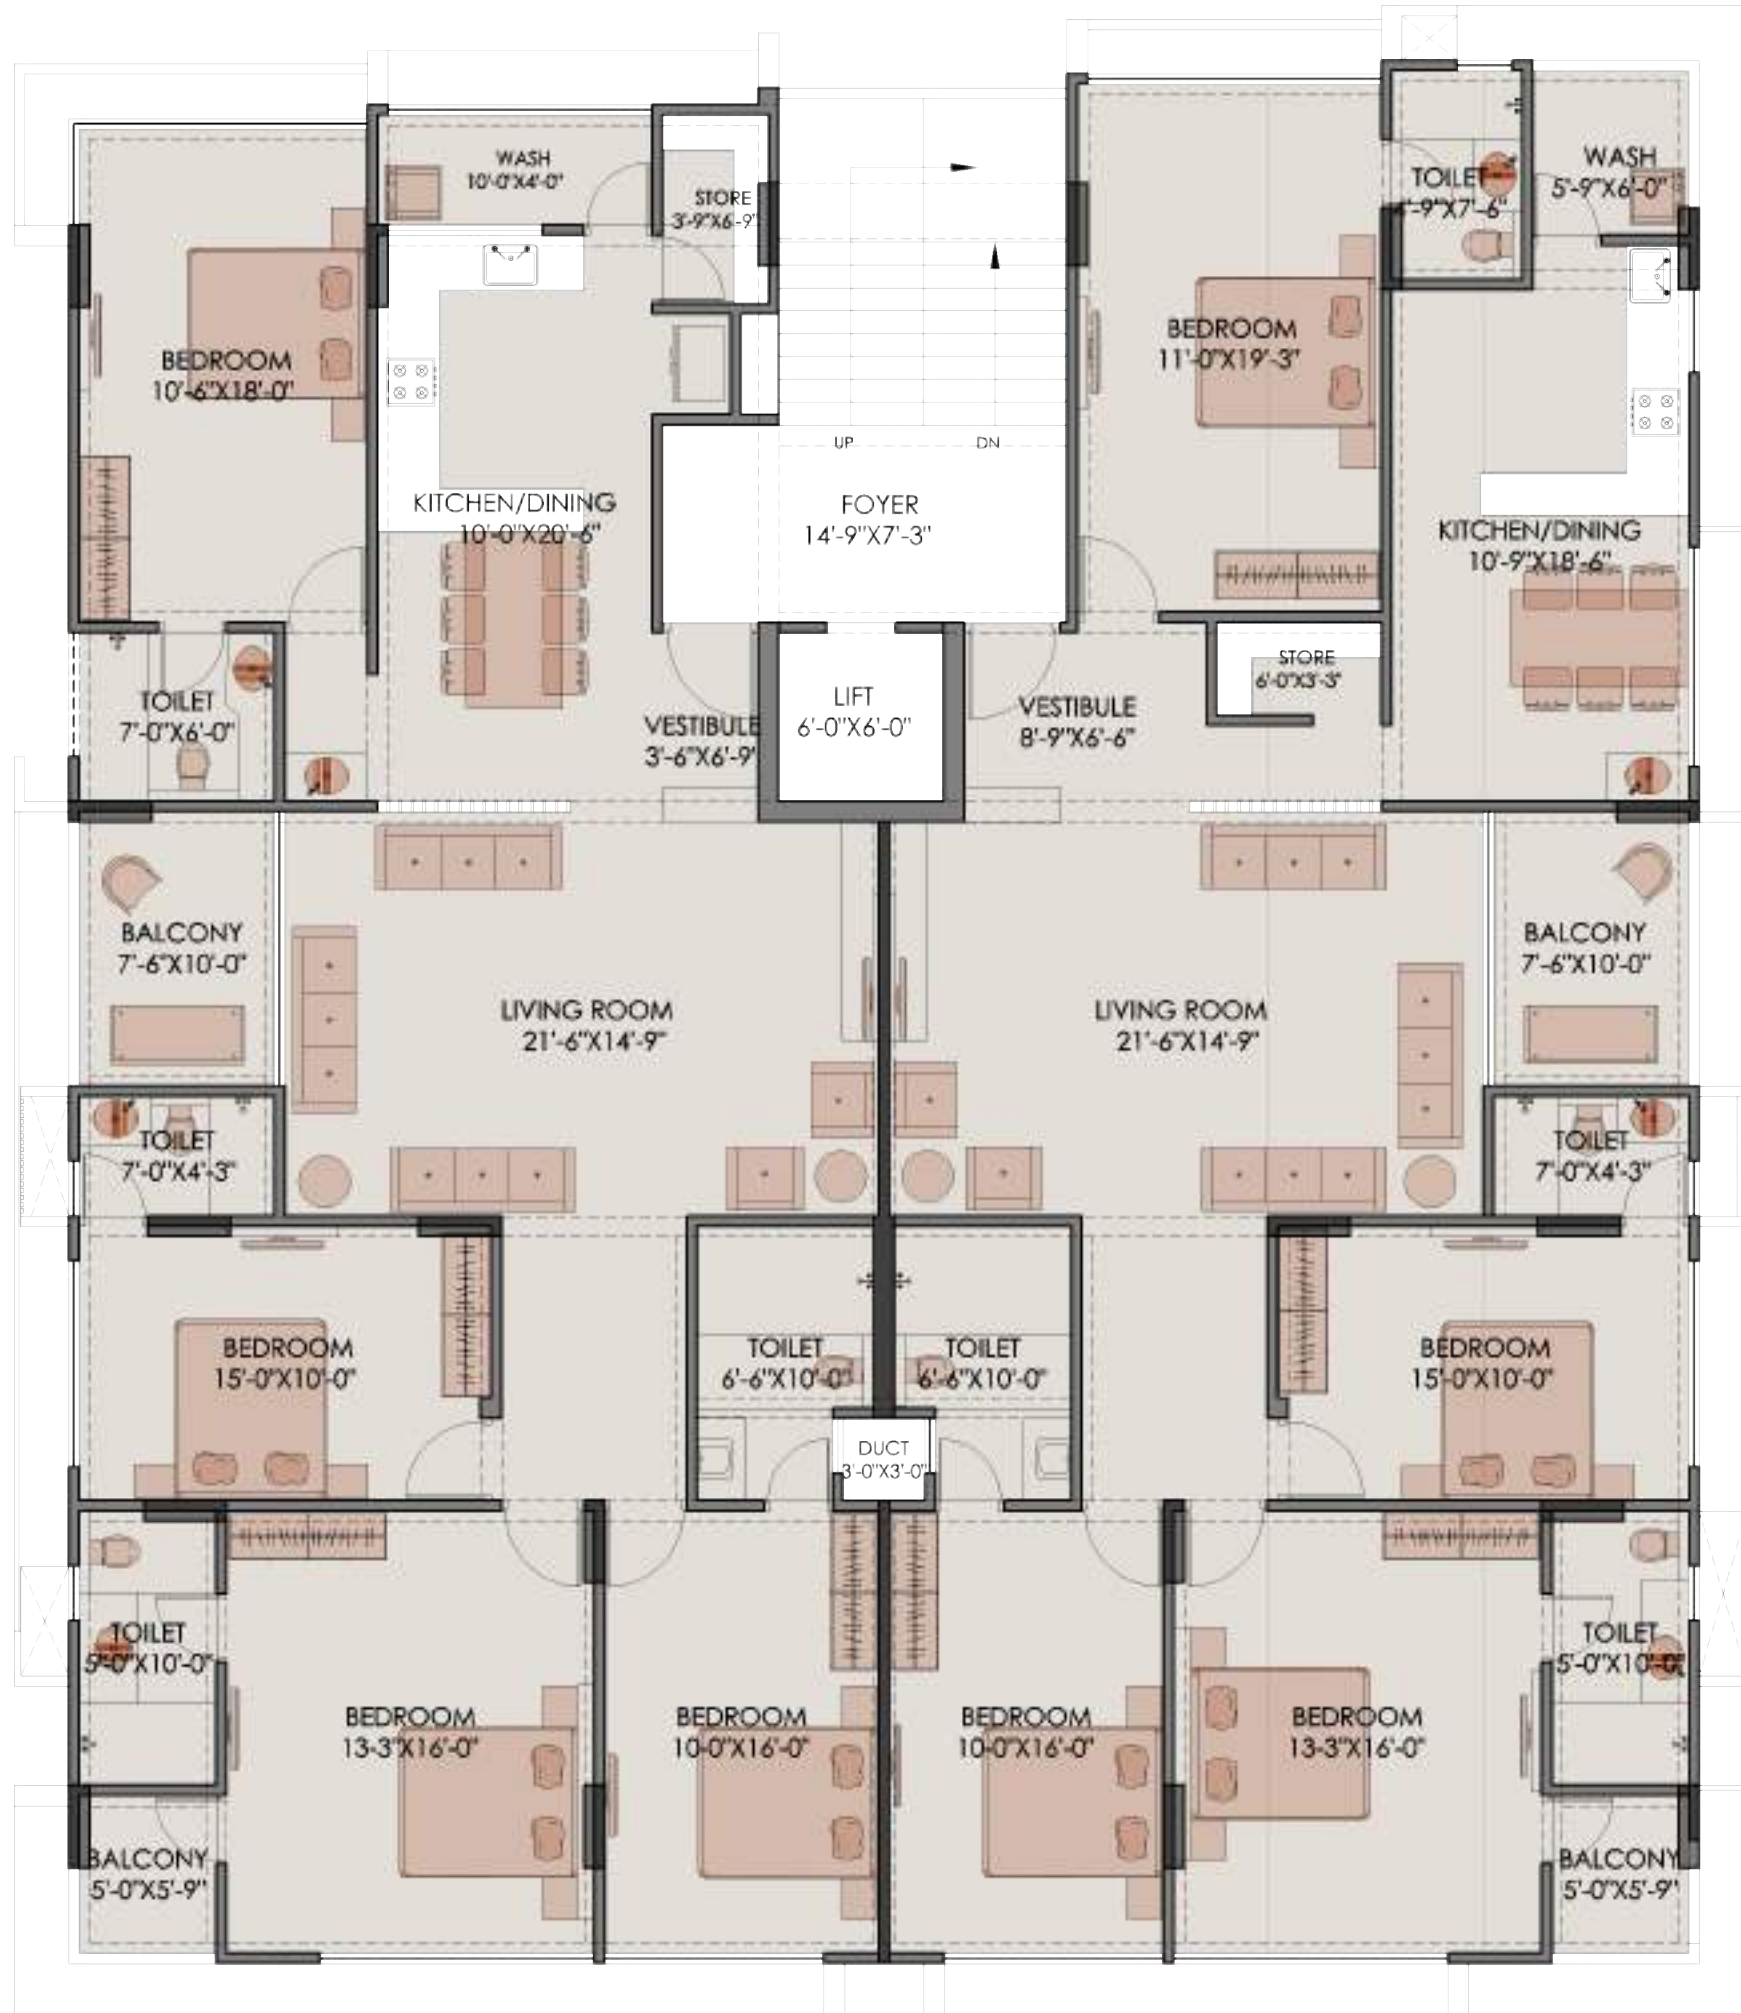 WASH
10'-0"X4'-0"
STORE
3'-9"X6'-9"
TOILET
4'-9"X7'-6"
WASH
5'-9"X6'-0"
BEDROOM
10'-6"X18'-0"
BEDROOM
11'-0"X19'-3"
UP
DN
KITCHEN/DINING
10'-0"X20'-6"
FOYER
14'-9"X7'-3"
KITCHEN/DINING
10'-9"X18'-6"
TOILET
7'-0"X6'-0"
VESTIBULE
3'-6"X6'-9"
LIFT
6'-0"X6'-0"
VESTIBULE
8'-9"X6'-6"
STORE
6'-0"X3'-3"
BALCONY
7'-6"X10'-0"
LIVING ROOM
21'-6"X14'-9"
LIVING ROOM
21'-6"X14'-9"
BALCONY
7'-6"X10'-0"
TOILET
7'-0"X4'-3"
TOILET
7'-0"X4'-3"
BEDROOM
15'-0"X10'-0"
TOILET
6'-6"X10'-0"
TOILET
6'-6"X10'-0"
BEDROOM
15'-0"X10'-0"
DUCT
3'-0"X3'-0"
TOILET
5'-0"X10'-0"
TOILET
5'-0"X10'-0"
BEDROOM
13-3"X16'-0"
BEDROOM
10-0"X16'-0"
BEDROOM
10-0"X16'-0"
BEDROOM
13-3"X16'-0"
BALCONY
5'-0"X5'-9"
BALCONY
5'-0"X5'-9"